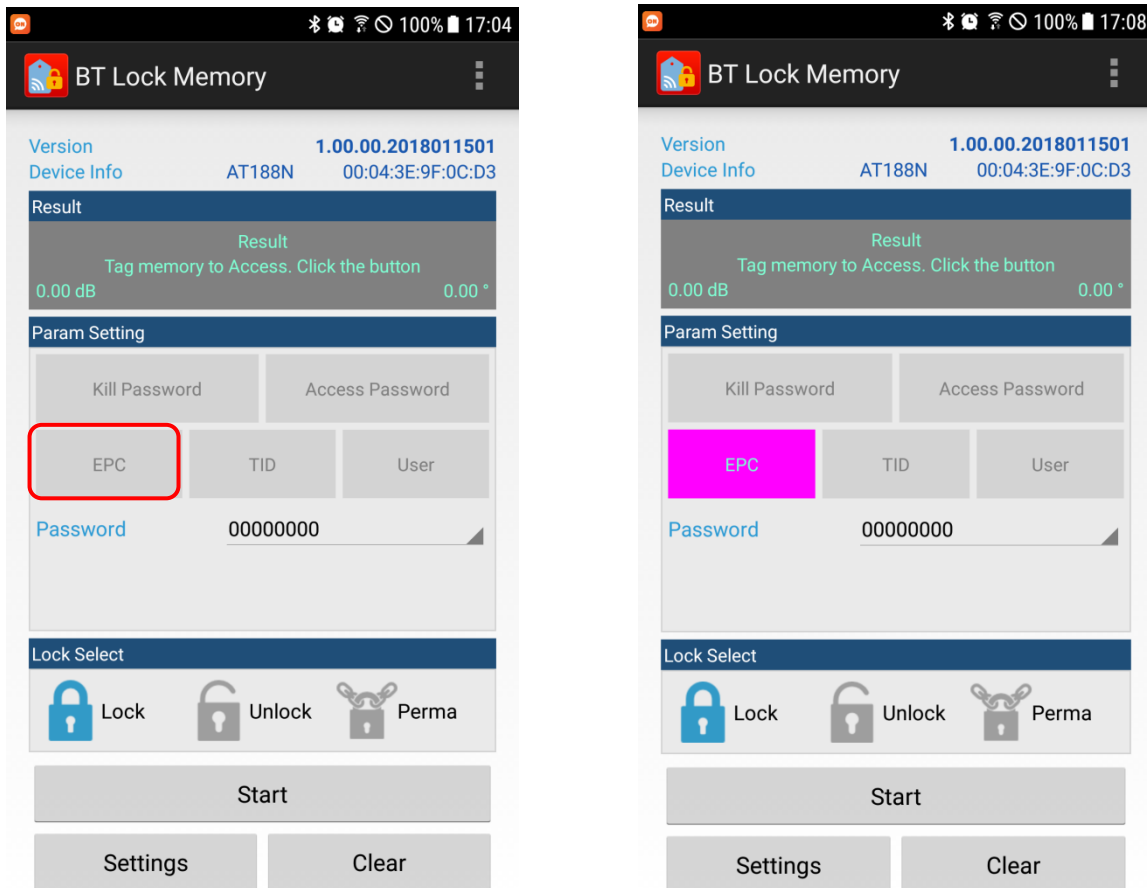 100% 17:04
BT Lock Memory
Version 1.00.00.2018011501
Device Info AT188N 00:04:3E:9F:0C:D3
Result
Result
Tag memory to Access. Click the button
0.00 dB 0.00 °
Param Setting
Kill Password Access Password
EPC TID User
Password 00000000
Lock Select
Lock Unlock Perma
Start
Settings Clear
100% 17:08
BT Lock Memory
Version 1.00.00.2018011501
Device Info AT188N 00:04:3E:9F:0C:D3
Result
Result
Tag memory to Access. Click the button
0.00 dB 0.00 °
Param Setting
Kill Password Access Password
EPC TID User
Password 00000000
Lock Select
Lock Unlock Perma
Start
Settings Clear